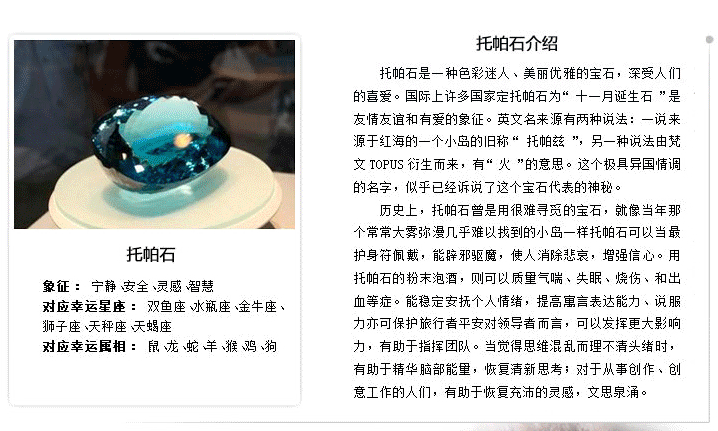 托帕石
象征： 宁静、安全、灵感、智慧
对应幸运星座： 双鱼座、水瓶座、金牛座、
狮子座、天秤座、天蝎座
对应幸运属相： 鼠、龙、蛇、羊、猴、鸡、狗
托帕石介绍
托帕石是一种色彩迷人、美丽优雅的宝石，深受人们
的喜爱。国际上许多国家定托帕石为“ 十一月诞生石 ”是
友情友谊和有爱的象征。英文名来源有两种说法：一说来
源于红海的一个小岛的旧称“ 托帕兹 ”，另一种说法由梵
文 TOPUS 衍生而来，有“ 火 ”的意思。这个极具异国情调
的名字，似乎已经诉说了这个宝石代表的神秘。
历史上，托帕石曾是用很难寻觅的宝石，就像当年那
个常常大雾弥漫几乎难以找到的小岛一样托帕石可以当最
护身符佩戴，能辟邪驱魔，使人消除悲哀，增强信心。用
托帕石的粉末泡酒，则可以质量气喘、失眠、烧伤、和出
血等症。能稳定安抚个人情绪，提高寓言表达能力、说服
力亦可保护旅行者平安对领导者而言，可以发挥更大影响
力，有助于指挥团队。当觉得思维混乱而理不清头绪时，
有助于精华脑部能量，恢复清新思考；对于从事创作、创
意工作的人们，有助于恢复充沛的灵感，文思泉涌。